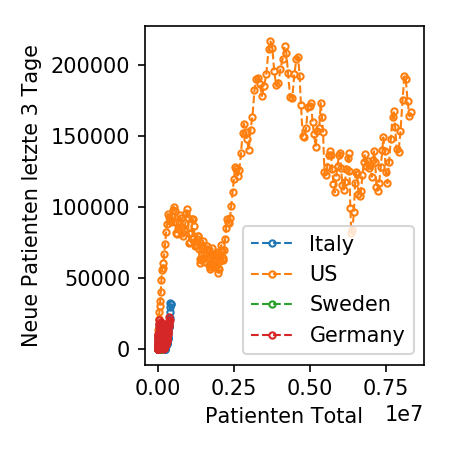 Neue Patienten letzte 3 Tage
200000
150000
100000
50000
0
Italy
US
Sweden
Germany
0.00 0.25 0.50 0.75
1e7
Patienten Total